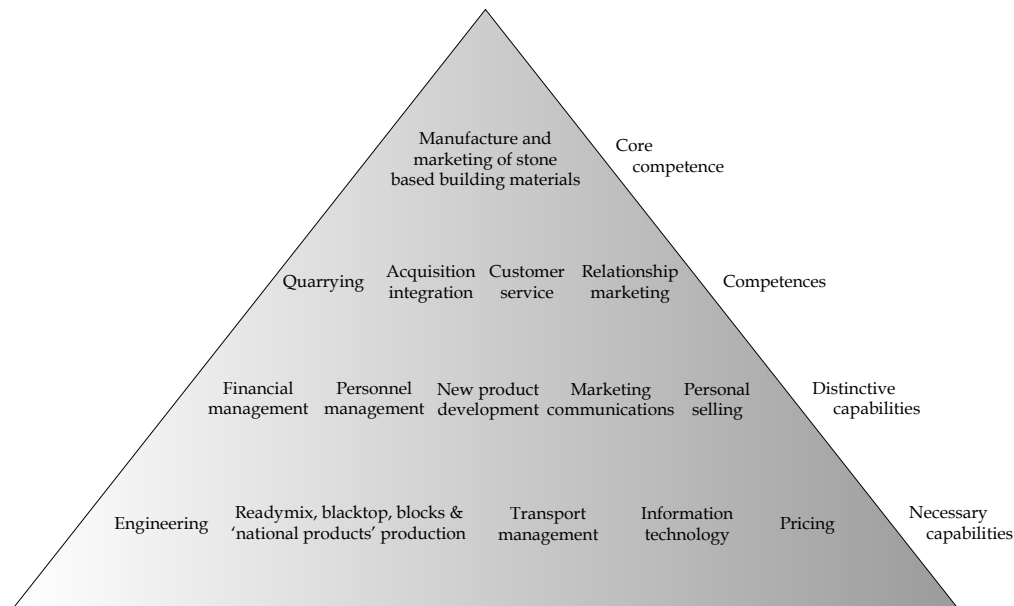 Manufacture and
marketing of stone
based building materials
Core
competence
Quarrying
Acquisition
integration
Customer
service
Relationship
marketing
Competences
Financial
management
Personnel
management
New product
development
Marketing
communications
Personal
selling
Distinctive
capabilities
Engineering
Readymix, blacktop, blocks &
‘national products’ production
Transport
management
Information
technology
Pricing
Necessary
capabilities